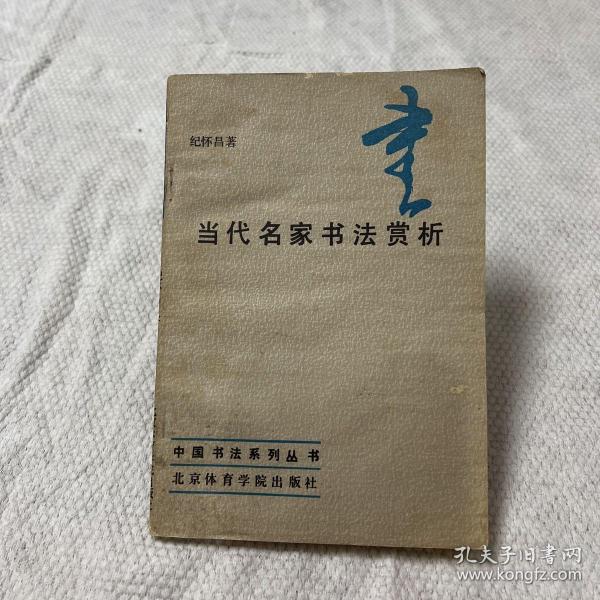 書
纪怀昌著
当代名家书法赏析
中国书法系列丛书
北京体育学院出版社
孔夫子旧书网
www.kongfz.com